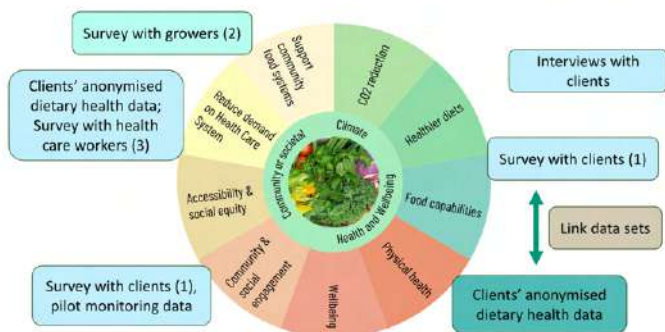 Survey with growers (2)
Clients' anonymised
dietary health data;
Survey with health
care workers (3)
Survey with clients (1),
pilot monitoring data
Support
community
food systems
CO2 reduction
Reduce demand
on Health Care
System
Healthier diets
Accessibility &
social equity
Food capabilities
Community &
social
engagement
Wellbeing
Physical health
Community or societal
Climate
Health and Wellbeing
Interviews with
clients
Survey with clients (1)
Link data sets
Clients' anonymised
dietary health data